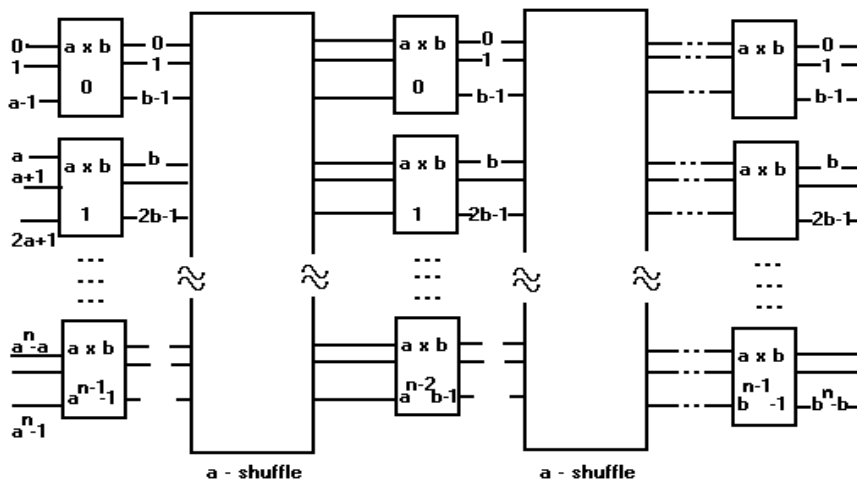 0 a x b 0 a x b 0 a x b 0
1 1 1 1
a-1 0 b-1 0 b-1 b-1
a a x b b a x b b a x b b
a+1
1 2b-1 1 2b-1 2b-1
2a+1
a^n-a a x b a x b a x b
a^n-1 a^n-1-1 a^n-2 b-1 b^n-1-1 b^n-b
a - shuffle a - shuffle